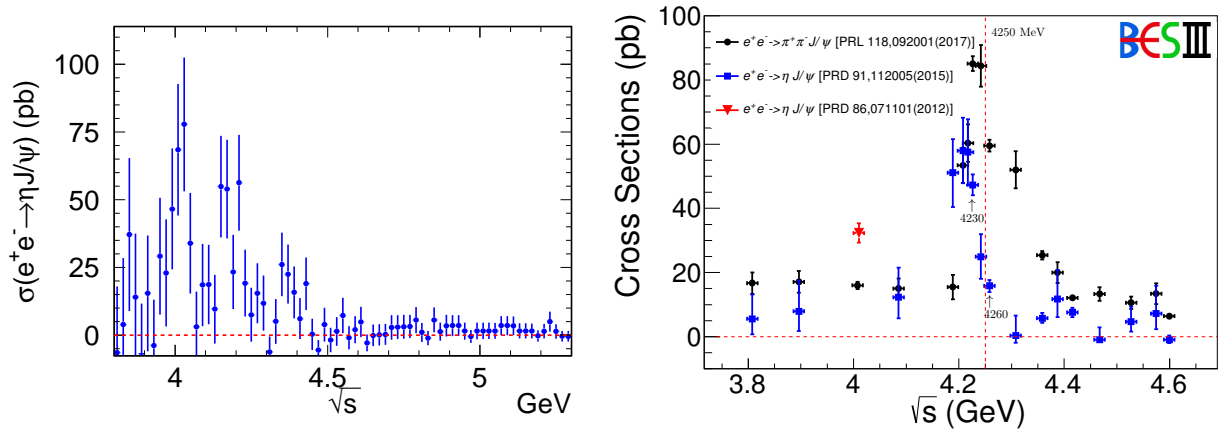 σ(e⁺e⁻→ηJ/ψ) (pb)
100
75
50
25
0
4
4.5
5
√s
GeV
BESIII
Cross Sections (pb)
100
80
60
40
20
0
e⁺e⁻->π⁺π⁻J/ψ [PRL 118,092001(2017)]
e⁺e⁻->η J/ψ [PRD 91,112005(2015)]
e⁺e⁻->η J/ψ [PRD 86,071101(2012)]
4250 MeV
4230
4260
3.8
4
4.2
4.4
4.6
√s (GeV)